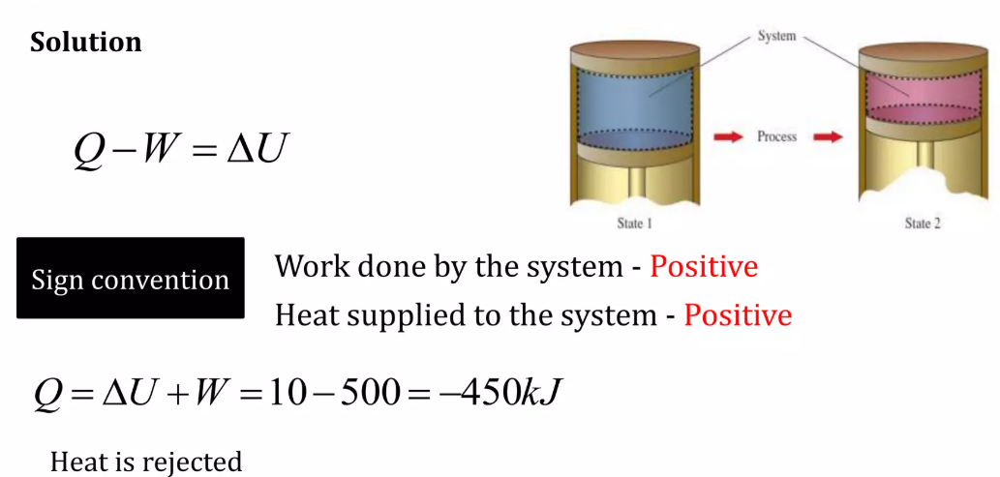 Solution
System
Q – W = ΔU
Process
State 1
State 2
Sign convention
Work done by the system - Positive
Heat supplied to the system - Positive
Q = ΔU + W = 10 – 500 = –450kJ
Heat is rejected